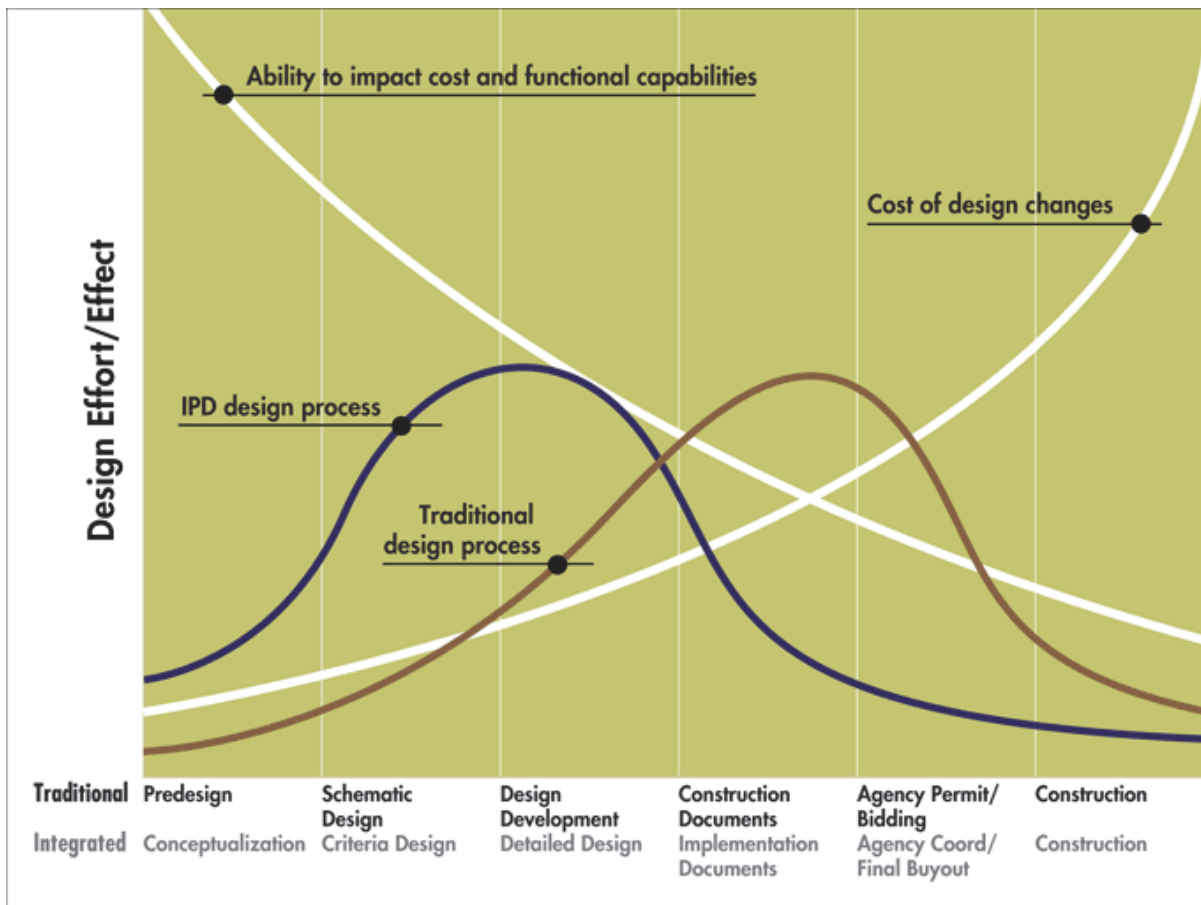 Ability to impact cost and functional capabilities
Cost of design changes
Design Effort/Effect
IPD design process
Traditional
design process
Traditional
Predesign
Schematic
Design
Design
Development
Construction
Documents
Agency Permit/
Bidding
Construction
Integrated
Conceptualization
Criteria Design
Detailed Design
Implementation
Documents
Agency Coord/
Final Buyout
Construction